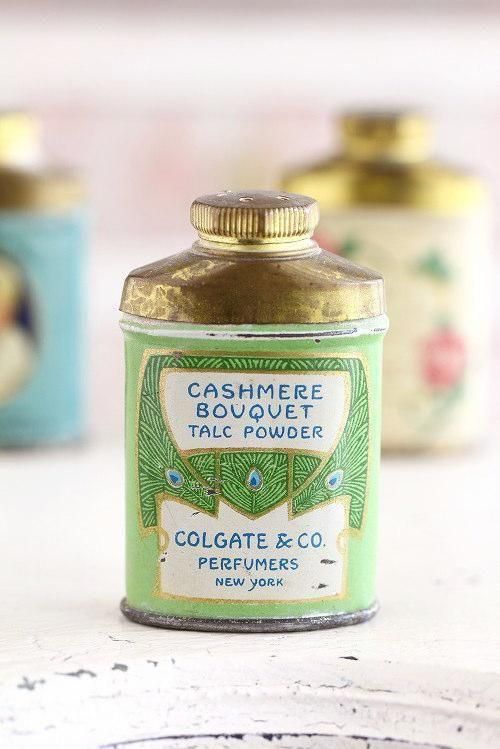 CASHMERE
BOUQUET
TALC POWDER
COLGATE & CO.
PERFUMERS
NEW YORK